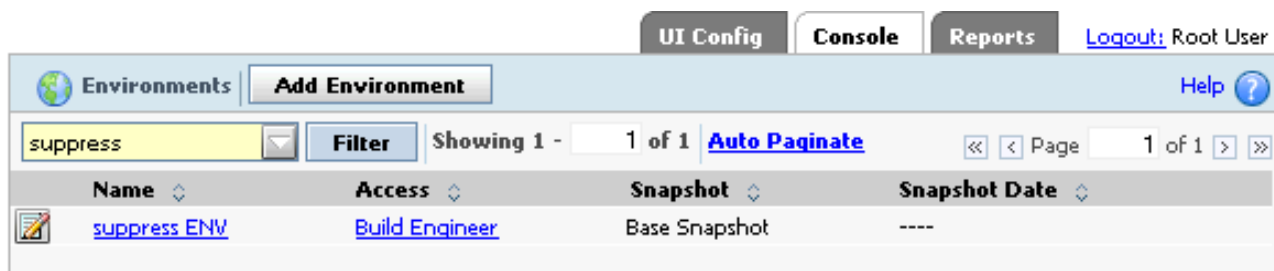 UI Config Console Reports Logout: Root User
Environments Add Environment Help ?
suppress Filter Showing 1 - 1 of 1 Auto Paginate << < Page 1 of 1 > >>
Name Access Snapshot Snapshot Date
suppress ENV Build Engineer Base Snapshot ----